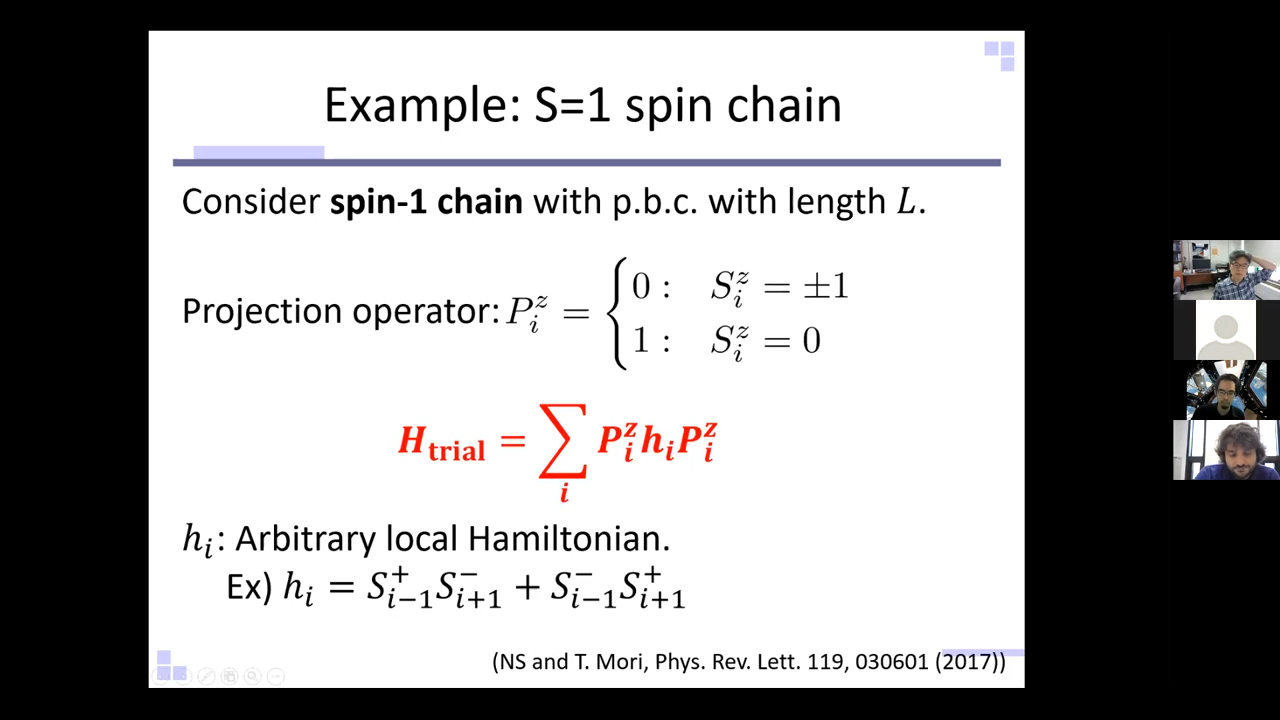 Example: S=1 spin chain
Consider spin-1 chain with p.b.c. with length L.
Projection operator: P_i^z = { 0 : S_i^z = ±1
1 : S_i^z = 0
H_trial = ∑_i P_i^z h_i P_i^z
h_i: Arbitrary local Hamiltonian.
Ex) h_i = S_{i−1}^+ S_{i+1}^− + S_{i−1}^− S_{i+1}^+
(NS and T. Mori, Phys. Rev. Lett. 119, 030601 (2017))